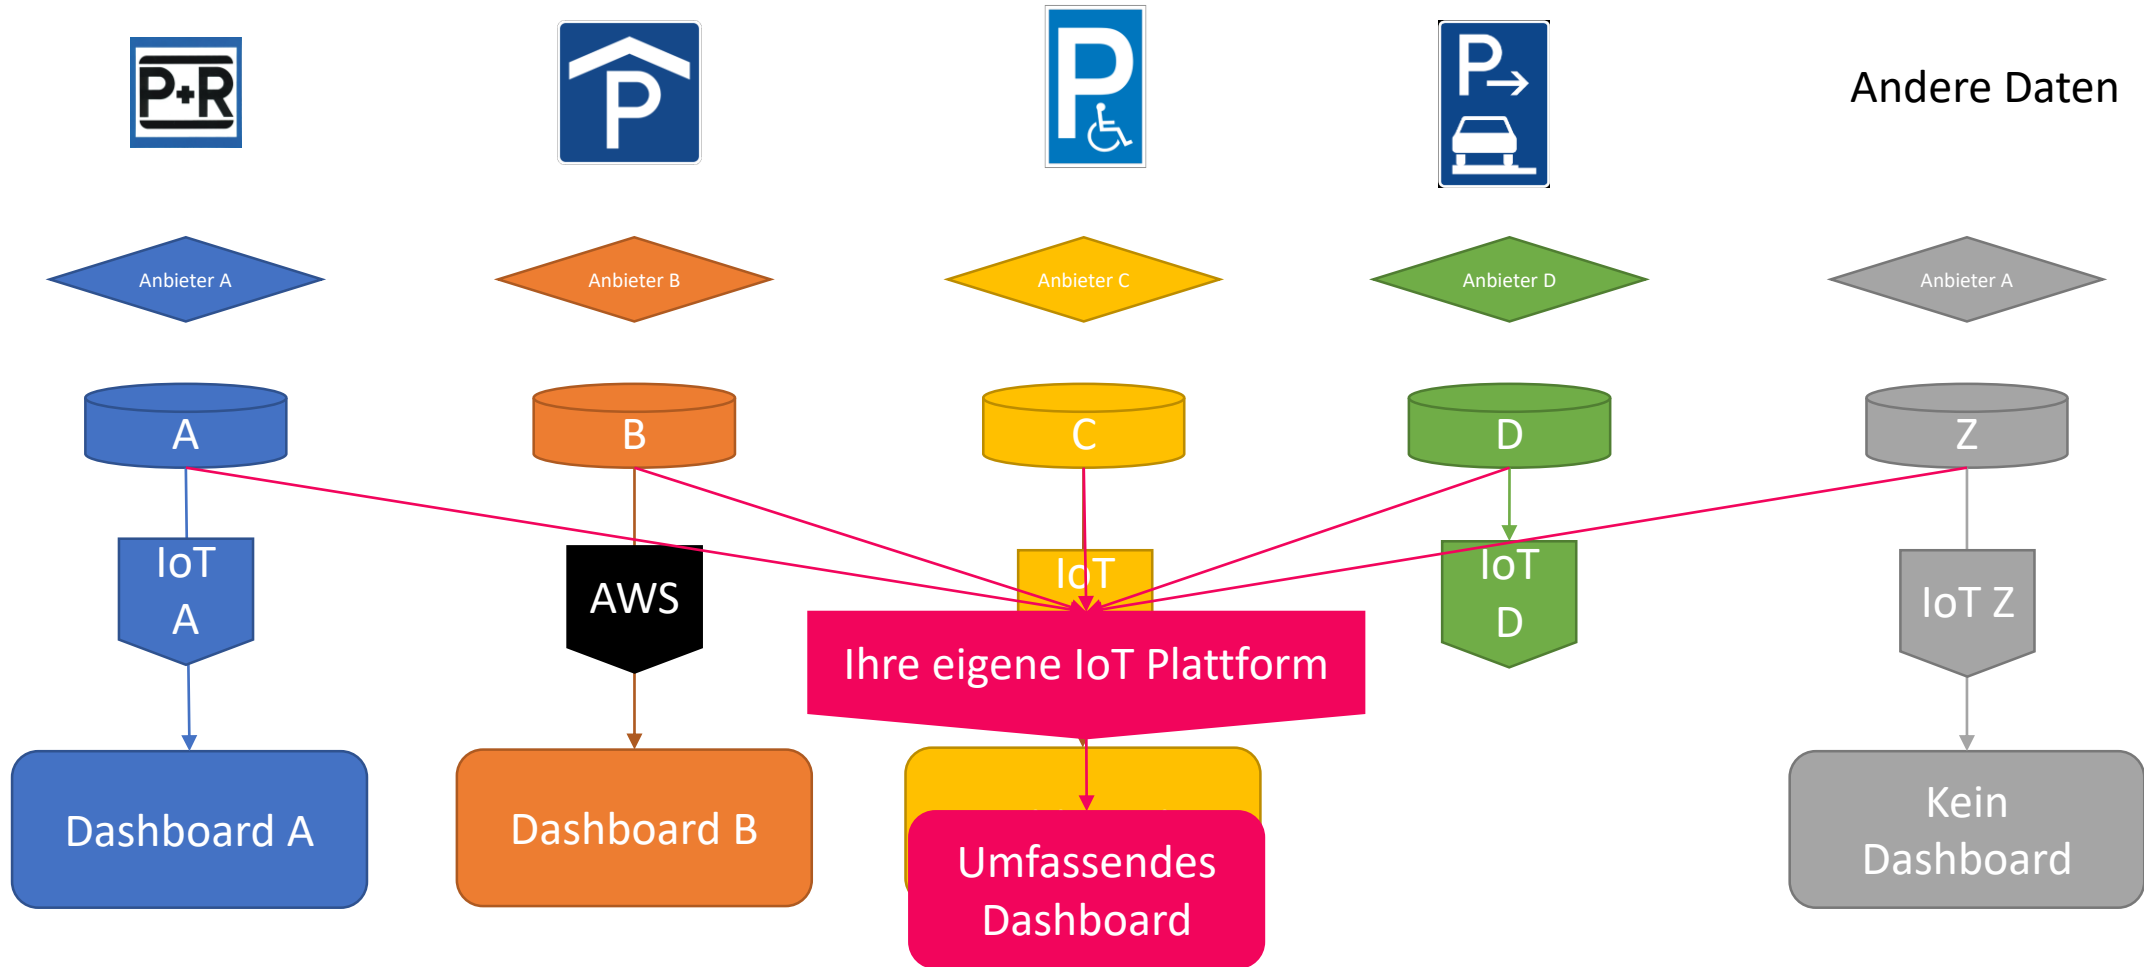 P+R
P
P
P
Andere Daten
Anbieter A
Anbieter B
Anbieter C
Anbieter D
Anbieter A
A
B
C
D
Z
IoT
A
AWS
IoT
IoT
D
IoT Z
Ihre eigene IoT Plattform
Dashboard A
Dashboard B
Umfassendes
Dashboard
Kein
Dashboard